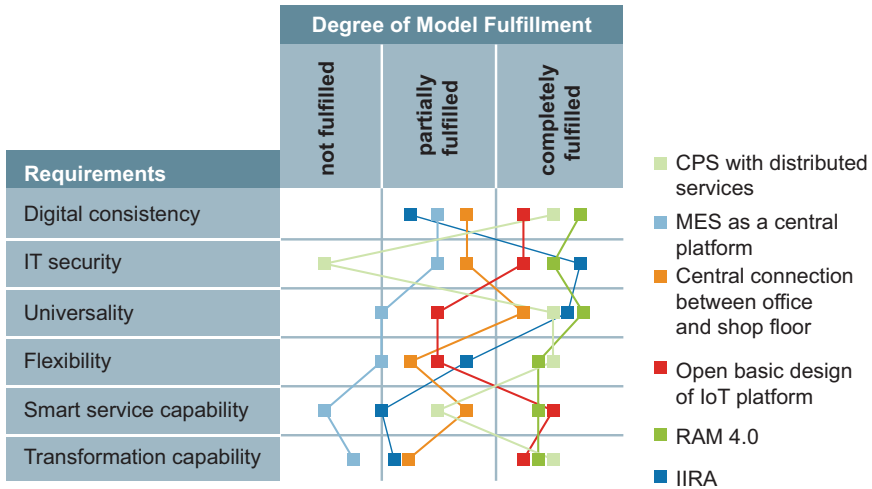 Degree of Model Fulfillment
not fulfilled
partially
fulfilled
completely
fulfilled
Requirements
Digital consistency
IT security
Universality
Flexibility
Smart service capability
Transformation capability
CPS with distributed
services
MES as a central
platform
Central connection
between office
and shop floor
Open basic design
of IoT platform
RAM 4.0
IIRA